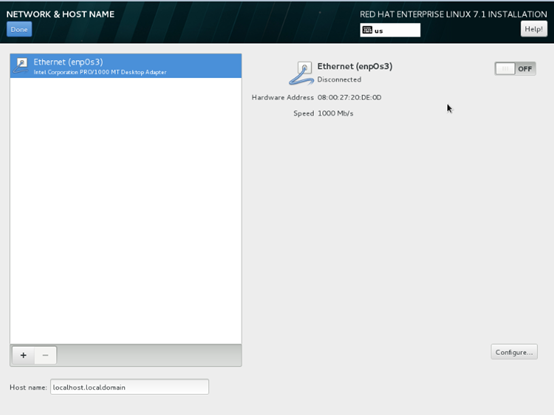 NETWORK & HOST NAME
RED HAT ENTERPRISE LINUX 7.1 INSTALLATION
Done
us
Help!
Ethernet (enp0s3)
Intel Corporation PRO/1000 MT Desktop Adapter
Ethernet (enp0s3)
Disconnected
OFF
Hardware Address 08:00:27:20:DE:0D
Speed 1000 Mb/s
+ −
Configure...
Host name: localhost.localdomain